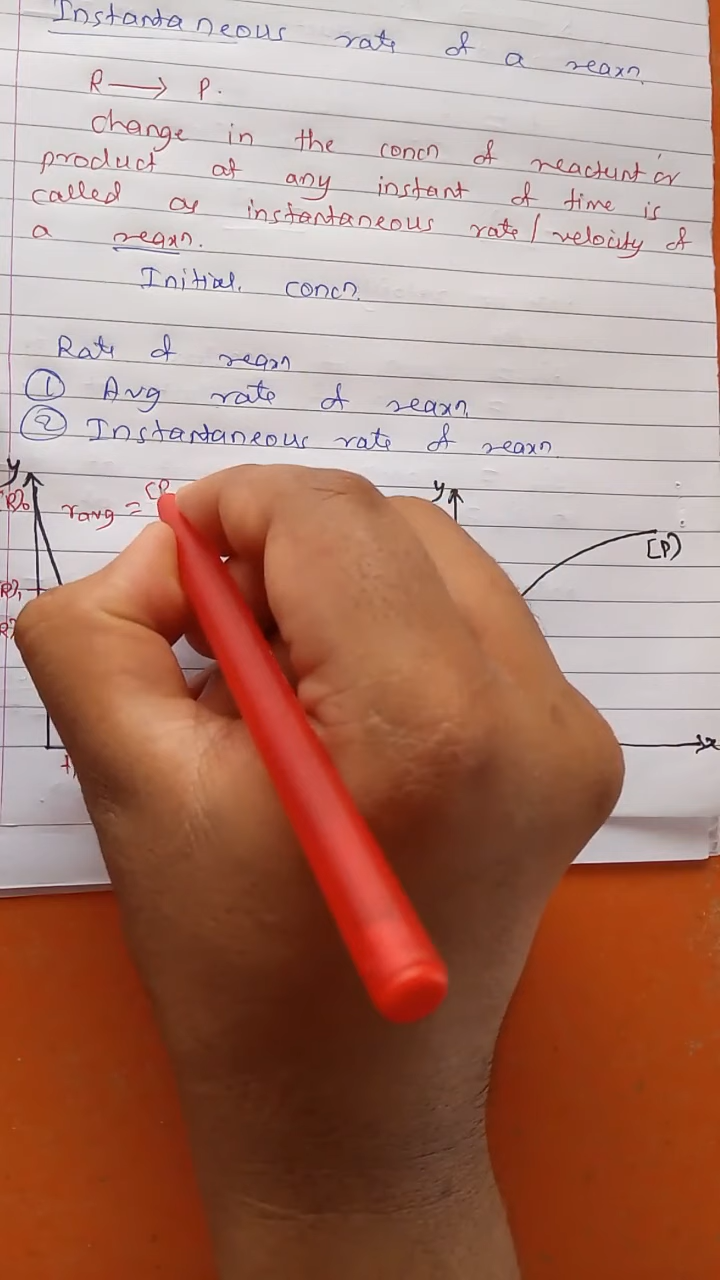 Instantaneous rate of a reaxn.
R ⟶ P.
Change in the concn of reactant or
product at any instant of time is
called as instantaneous rate / velocity of
a reaxn.
Initial concn.
Rate of reaxn
① Avg rate of reaxn
② Instantaneous rate of reaxn
y
y
[R]₀
ravg = [R
[P]
R]₁
x